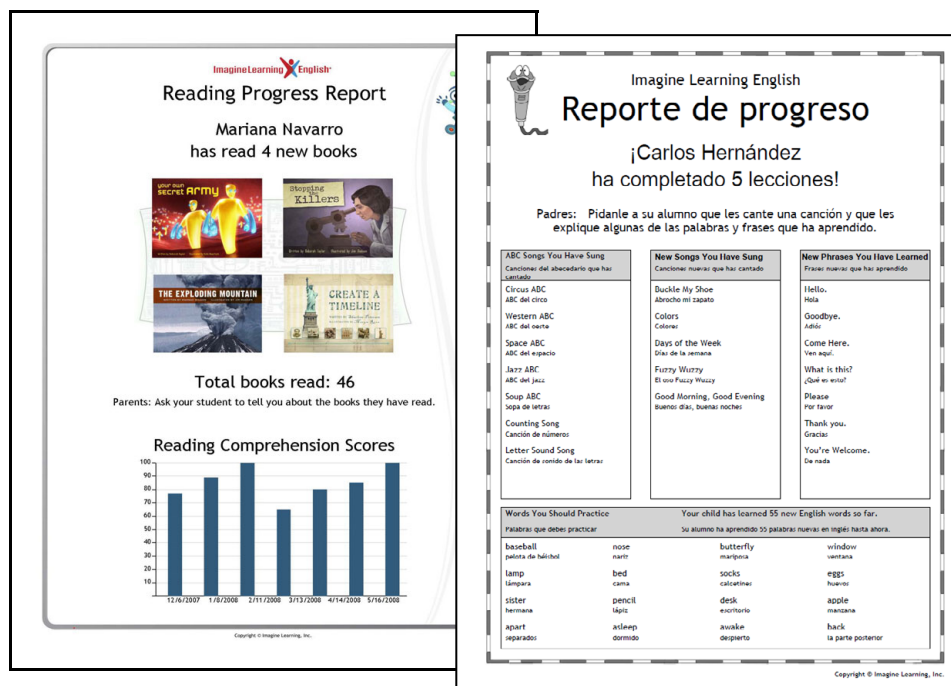 ImagineLearning English
Reading Progress Report
Mariana Navarro
has read 4 new books
your own
secret ARMY
Stopping
the
Killers
THE EXPLODING MOUNTAIN
CREATE A
TIMELINE
Total books read: 46
Parents: Ask your student to tell you about the books they have read.
Reading Comprehension Scores
100
90
80
70
60
50
40
30
20
10
12/6/2007 1/8/2008 2/11/2008 3/13/2008 4/14/2008 5/16/2008
Copyright © Imagine Learning, Inc.
Imagine Learning English
Reporte de progreso
¡Carlos Hernández
ha completado 5 lecciones!
Padres: Pidanle a su alumno que les cante una canción y que les
explique algunas de las palabras y frases que ha aprendido.
ABC Songs You Have Sung
Canciones del abecedario que has
cantado
Circus ABC
ABC del circo
Western ABC
ABC del oeste
Space ABC
ABC del espacio
Jazz ABC
ABC del jazz
Soup ABC
Sopa de letras
Counting Song
Canción de números
Letter Sound Song
Canción de sonido de las letras
New Songs You Have Sung
Canciones nuevas que has cantado
Buckle My Shoe
Abrocho mi zapato
Colors
Colores
Days of the Week
Días de la semana
Fuzzy Wuzzy
El oso Fuzzy Wuzzy
Good Morning, Good Evening
Buenos días, buenas noches
New Phrases You Have Learned
Frases nuevas que has aprendido
Hello.
Hola
Goodbye.
Adiós
Come Here.
Ven aquí.
What is this?
¿Qué es esto?
Please
Por favor
Thank you.
Gracias
You're Welcome.
De nada
Words You Should Practice Your child has learned 55 new English words so far.
Palabras que debes practicar Su alumno ha aprendido 55 palabras nuevas en inglés hasta ahora.
baseball nose butterfly window
pelota de béisbol nariz mariposa ventana
lamp bed socks eggs
lámpara cama calcetines huevos
sister pencil desk apple
hermana lápiz escritorio manzana
apart asleep awake back
separados dormido despierto la parte posterior
Copyright © Imagine Learning, Inc.